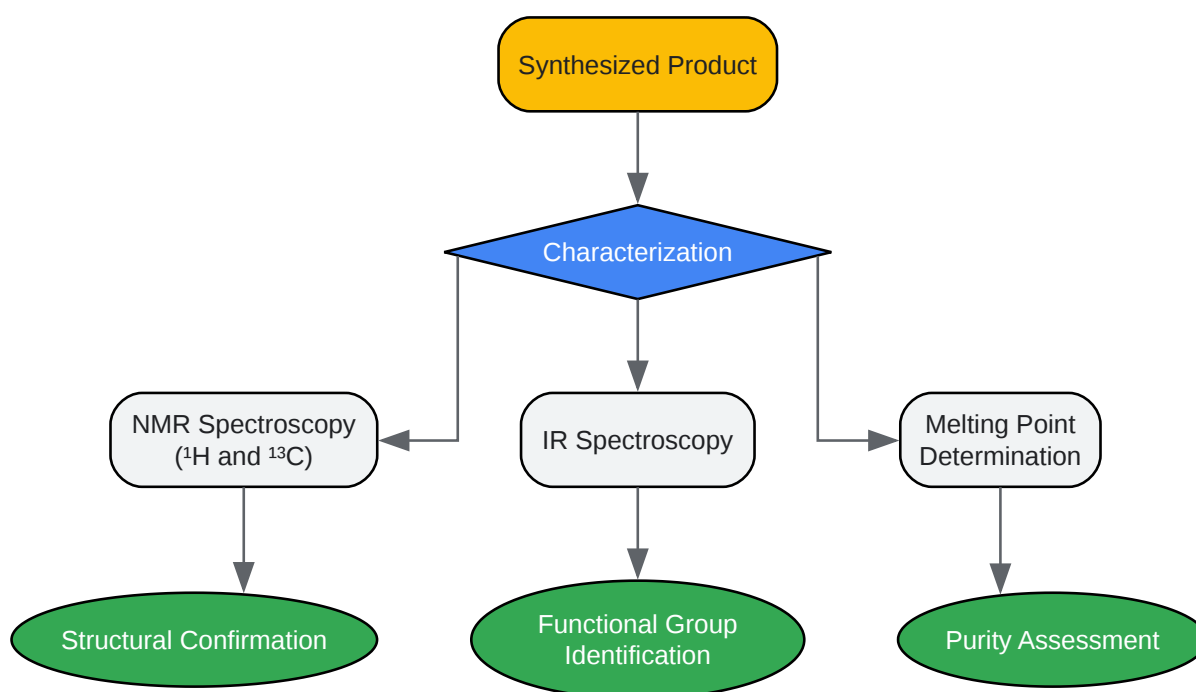 Synthesized Product
Characterization
NMR Spectroscopy
(¹H and ¹³C)
IR Spectroscopy
Melting Point
Determination
Structural Confirmation
Functional Group
Identification
Purity Assessment